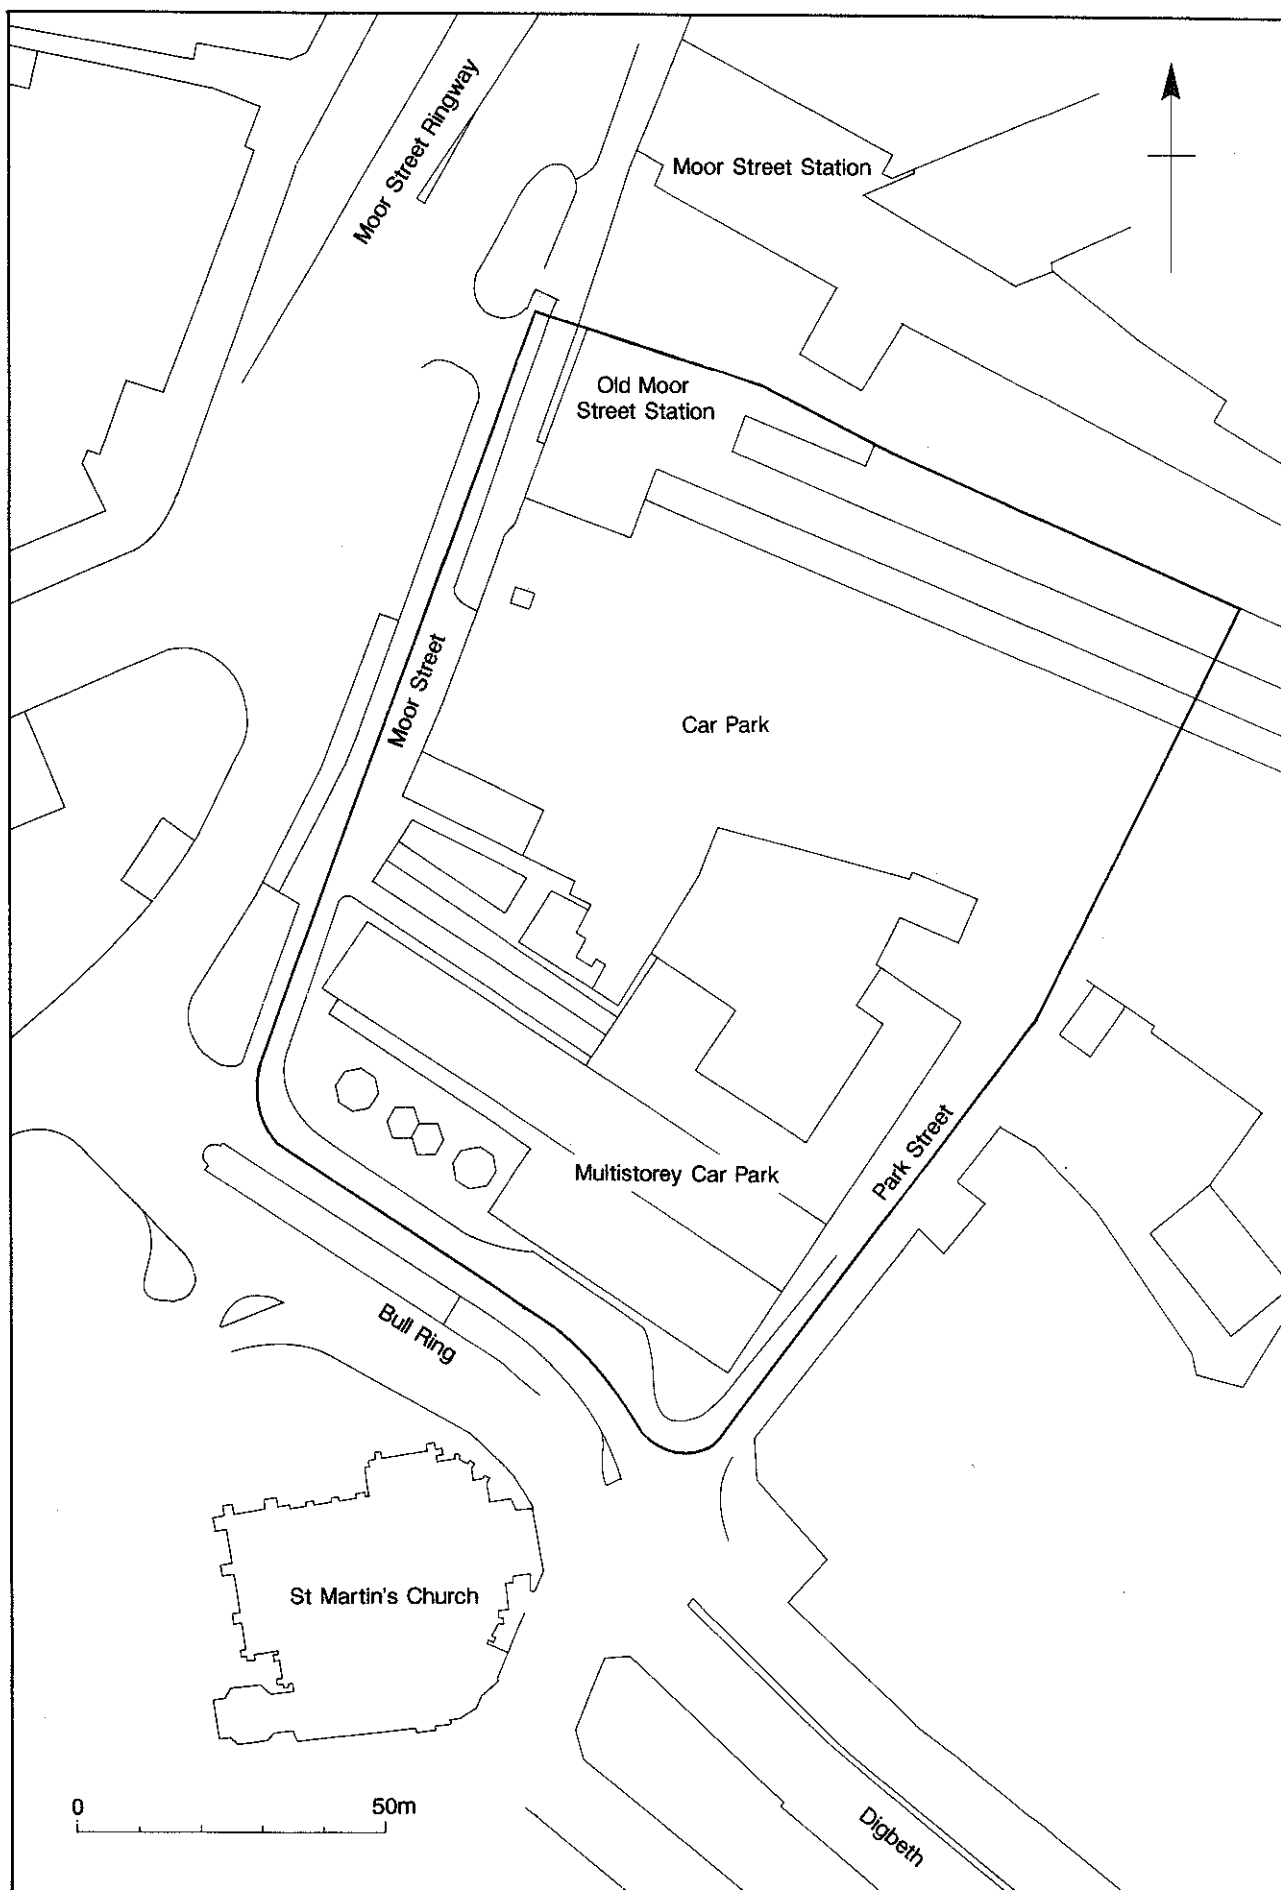 Moor Street Ringway
Moor Street Station
Old Moor
Street Station
Moor Street
Car Park
Multistorey Car Park
Park Street
Bull Ring
St Martin's Church
0 50m
Digbeth